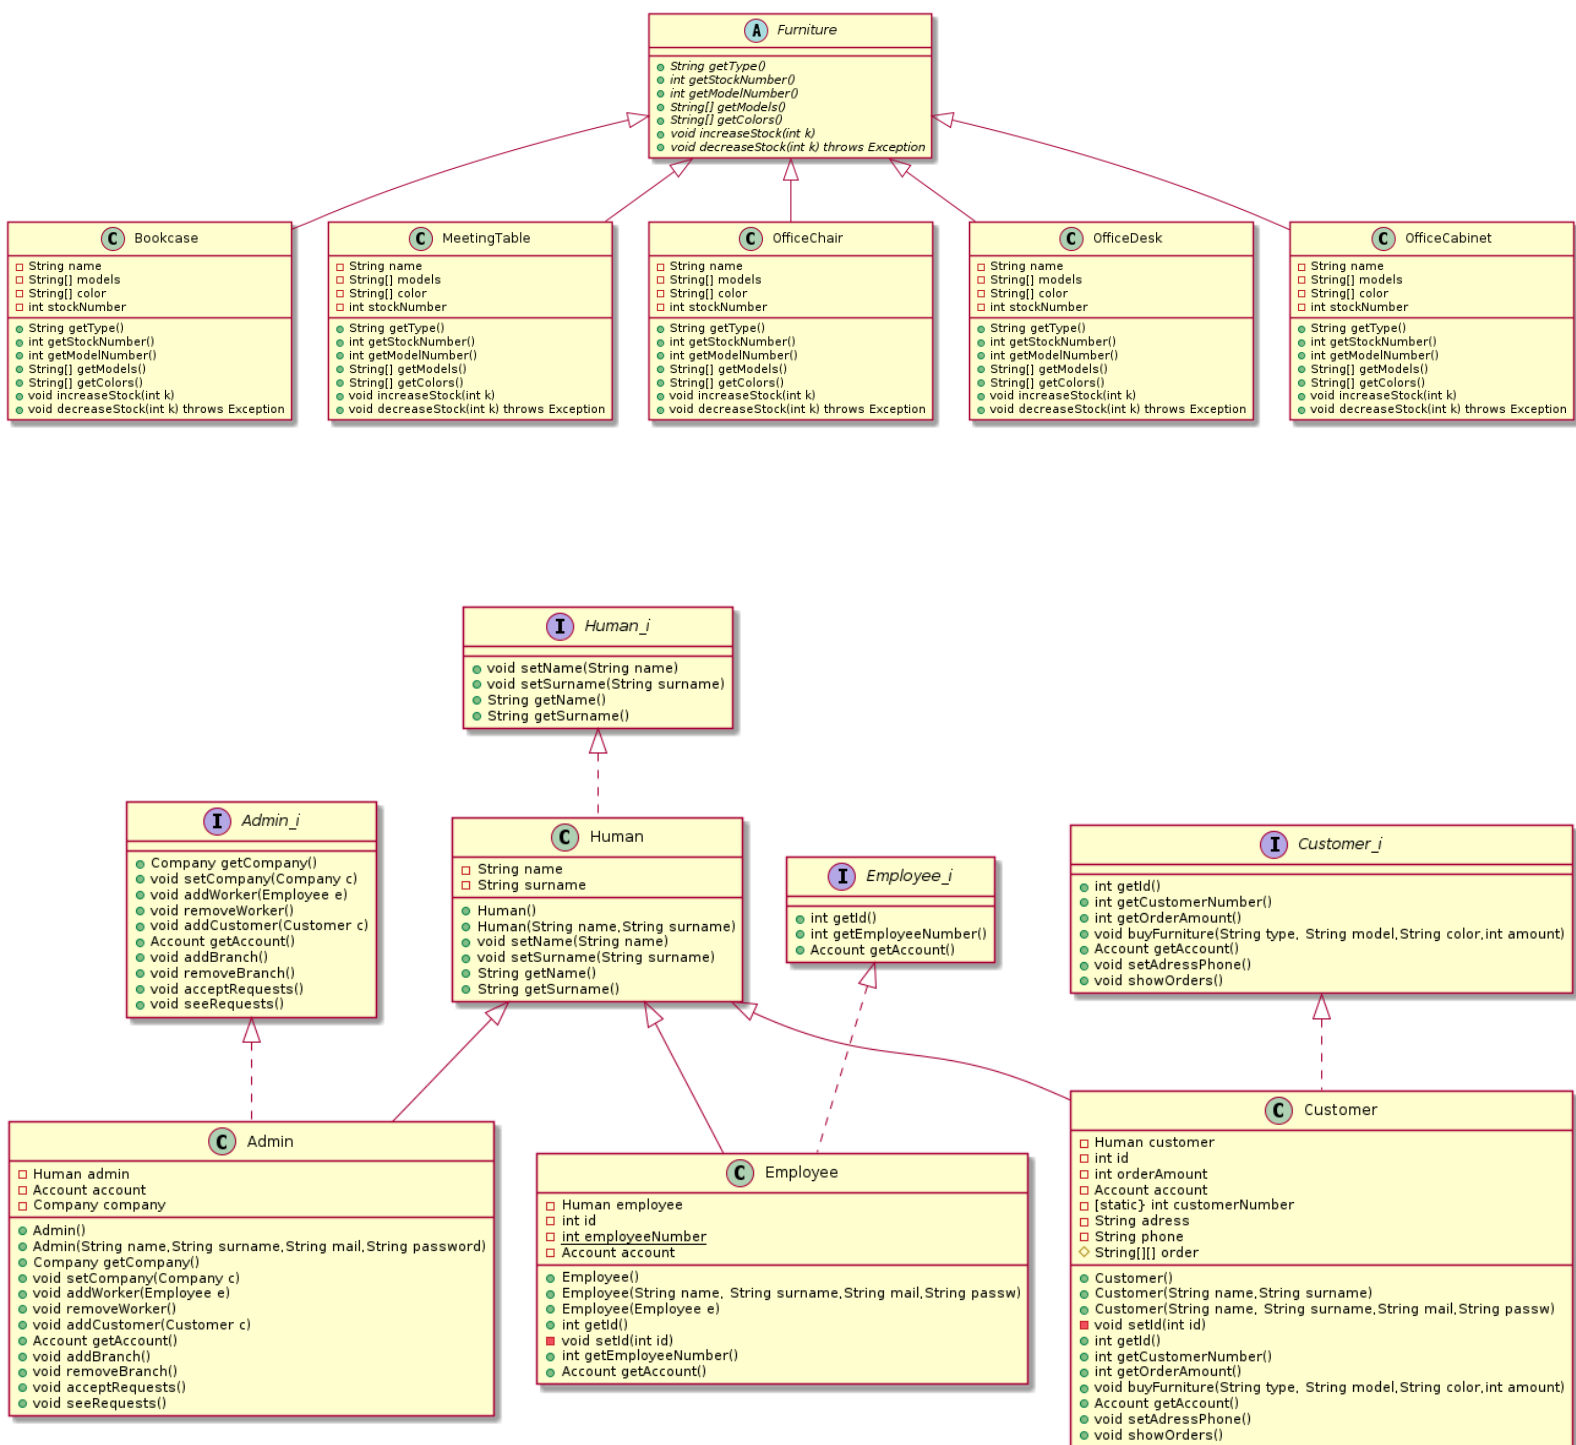 A Furniture
String getType()
int getStockNumber()
int getModelNumber()
String[] getModels()
String[] getColors()
void increaseStock(int k)
void decreaseStock(int k) throws Exception
C Bookcase
String name
String[] models
String[] color
int stockNumber
String getType()
int getStockNumber()
int getModelNumber()
String[] getModels()
String[] getColors()
void increaseStock(int k)
void decreaseStock(int k) throws Exception
C MeetingTable
String name
String[] models
String[] color
int stockNumber
String getType()
int getStockNumber()
int getModelNumber()
String[] getModels()
String[] getColors()
void increaseStock(int k)
void decreaseStock(int k) throws Exception
C OfficeChair
String name
String[] models
String[] color
int stockNumber
String getType()
int getStockNumber()
int getModelNumber()
String[] getModels()
String[] getColors()
void increaseStock(int k)
void decreaseStock(int k) throws Exception
C OfficeDesk
String name
String[] models
String[] color
int stockNumber
String getType()
int getStockNumber()
int getModelNumber()
String[] getModels()
String[] getColors()
void increaseStock(int k)
void decreaseStock(int k) throws Exception
C OfficeCabinet
String name
String[] models
String[] color
int stockNumber
String getType()
int getStockNumber()
int getModelNumber()
String[] getModels()
String[] getColors()
void increaseStock(int k)
void decreaseStock(int k) throws Exception
I Human_i
void setName(String name)
void setSurname(String surname)
String getName()
String getSurname()
I Admin_i
Company getCompany()
void setCompany(Company c)
void addWorker(Employee e)
void removeWorker()
void addCustomer(Customer c)
Account getAccount()
void addBranch()
void removeBranch()
void acceptRequests()
void seeRequests()
C Human
String name
String surname
Human()
Human(String name,String surname)
void setName(String name)
void setSurname(String surname)
String getName()
String getSurname()
I Employee_i
int getId()
int getEmployeeNumber()
Account getAccount()
I Customer_i
int getId()
int getCustomerNumber()
int getOrderAmount()
void buyFurniture(String type, String model,String color,int amount)
Account getAccount()
void setAdressPhone()
void showOrders()
C Admin
Human admin
Account account
Company company
Admin()
Admin(String name,String surname,String mail,String password)
Company getCompany()
void setCompany(Company c)
void addWorker(Employee e)
void removeWorker()
void addCustomer(Customer c)
Account getAccount()
void addBranch()
void removeBranch()
void acceptRequests()
void seeRequests()
C Employee
Human employee
int id
int employeeNumber
Account account
Employee()
Employee(String name, String surname,String mail,String passw)
Employee(Employee e)
int getId()
void setId(int id)
int getEmployeeNumber()
Account getAccount()
C Customer
Human customer
int id
int orderAmount
Account account
[static} int customerNumber
String adress
String phone
String[][] order
Customer()
Customer(String name,String surname)
Customer(String name, String surname,String mail,String passw)
void setId(int id)
int getId()
int getCustomerNumber()
int getOrderAmount()
void buyFurniture(String type, String model,String color,int amount)
Account getAccount()
void setAdressPhone()
void showOrders()